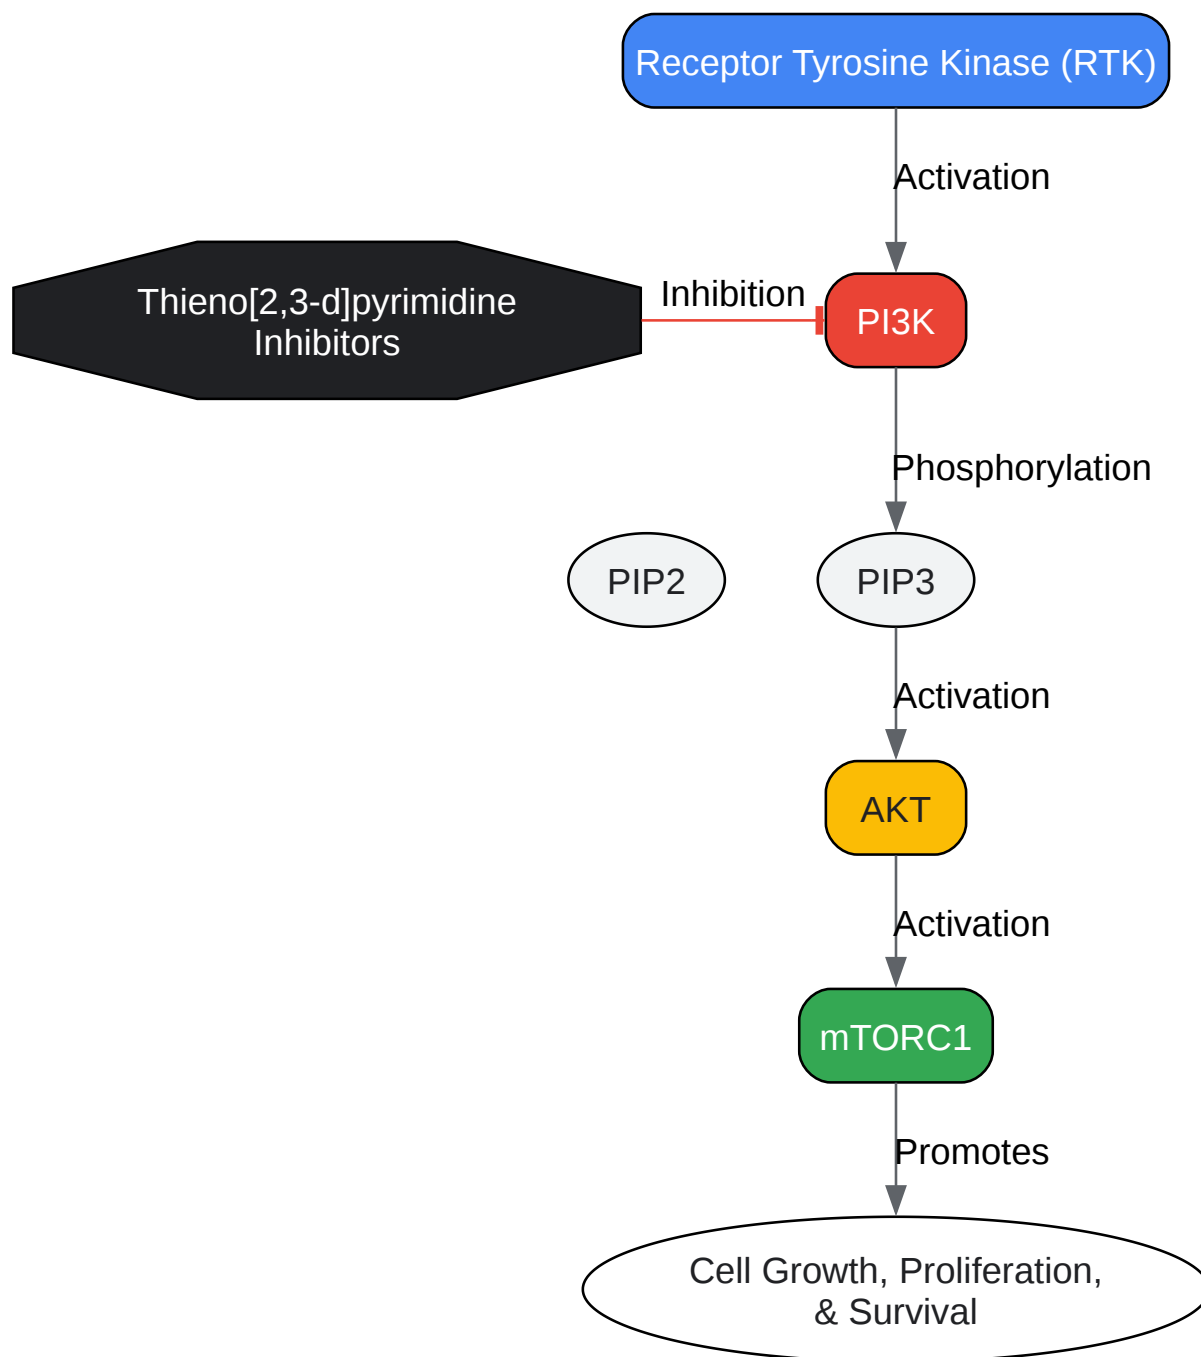 Receptor Tyrosine Kinase (RTK)
Activation
Thieno[2,3-d]pyrimidine
Inhibitors
Inhibition
PI3K
Phosphorylation
PIP2
PIP3
Activation
AKT
Activation
mTORC1
Promotes
Cell Growth, Proliferation,
& Survival